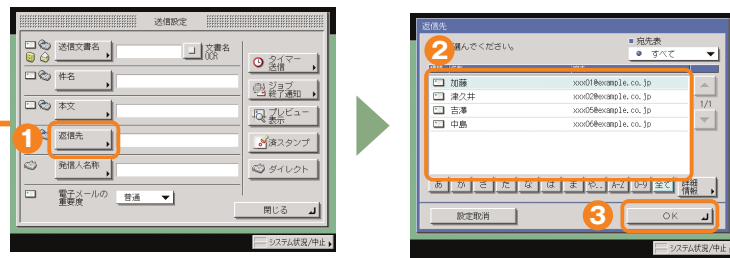 送信設定
送信文書名
文書名
OCR
件名
本文
1
返信先
発信人名称
電子メールの
重要度
普通
タイマー
送信
ジョブ
終了通知
プレビュー
表示
済スタンプ
ダイレクト
閉じる
システム状況/中止
返信先
2
選んでください。
■ 宛先表
すべて
加藤
xxx01@example.co.jp
津久井
xxx02@example.co.jp
吉澤
xxx05@example.co.jp
中島
xxx06@example.co.jp
1/1
あ か さ た な は ま や.. A-Z 0-9 全て
詳細
情報
設定取消
3
OK
システム状況/中止